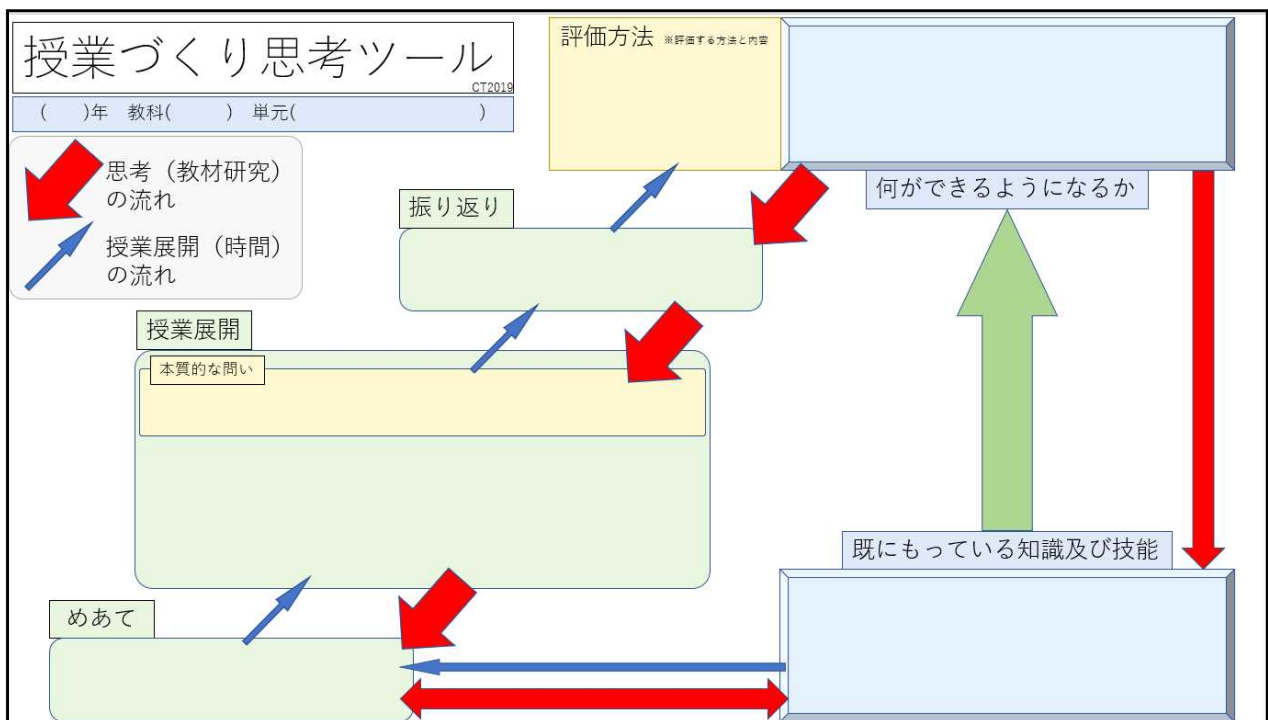 授業づくり思考ツール
CT2019
(　　)年　教科(　　　　)　単元(　　　　　　　　　　)
思考（教材研究）
の流れ
授業展開（時間）
の流れ
評価方法 ※評価する方法と内容
何ができるようになるか
振り返り
授業展開
本質的な問い
既にもっている知識及び技能
めあて